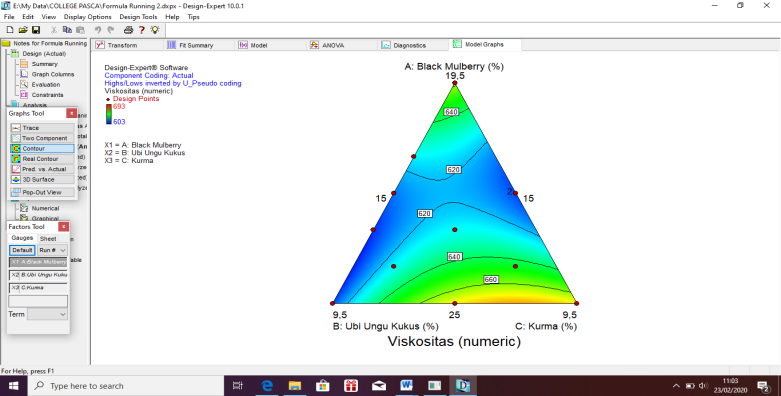 E:\My Data\COLLEGE PASCA\Formula Running 2.dxpx - Design-Expert 10.0.1
File Edit View Display Options Design Tools Help Tips
Notes for Formula Running
Design (Actual)
Summary
Graph Columns
Evaluation
Constraints
Analysis
Numerical
Graphical
Transform
Fit Summary
f(x) Model
ANOVA
Diagnostics
Model Graphs
Graphs Tool
Trace
Two Component
Contour
Real Contour
Pred. vs. Actual
3D Surface
Pop-Out View
Factors Tool
Gauges Sheet
Default Run #
X1 A:Black Mulberry
X2 B:Ubi Ungu Kuku
X3 C:Kurma
Term
Design-Expert® Software
Component Coding: Actual
Highs/Lows inverted by U_Pseudo coding
Viskositas (numeric)
Design Points
693
603
X1 = A: Black Mulberry
X2 = B: Ubi Ungu Kukus
X3 = C: Kurma
A: Black Mulberry (%)
19.5
640
620
15
2
15
620
640
660
9.5
25
9.5
B: Ubi Ungu Kukus (%)
C: Kurma (%)
Viskositas (numeric)
For Help, press F1
Type here to search
11:03
23/02/2020